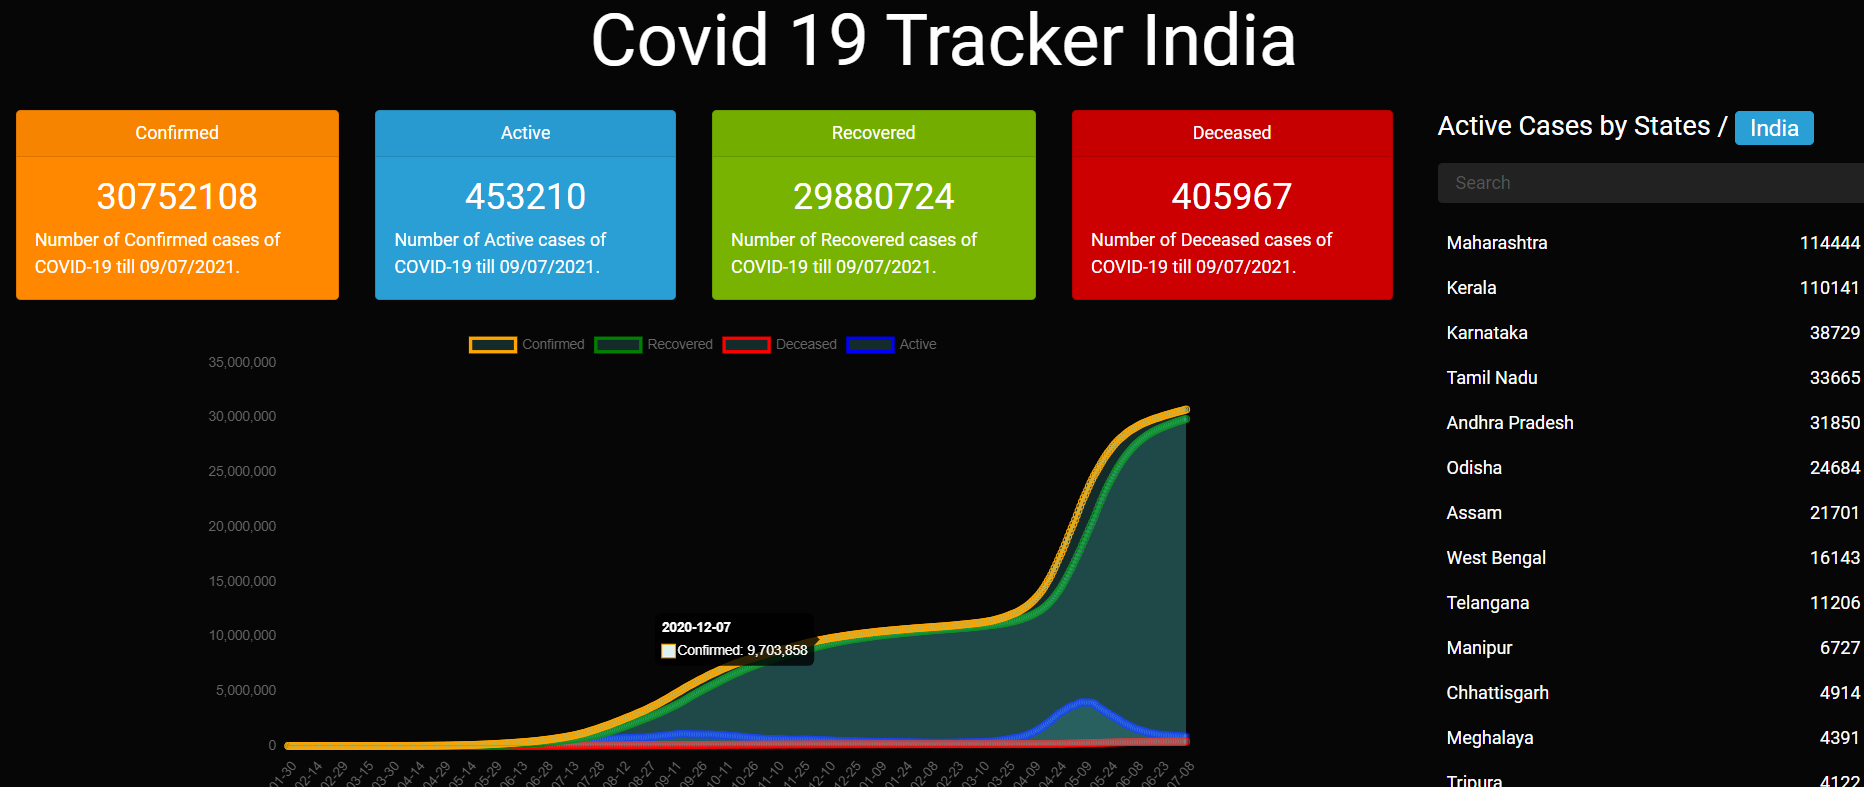 Covid 19 Tracker India
Confirmed
30752108
Number of Confirmed cases of
COVID-19 till 09/07/2021.
Active
453210
Number of Active cases of
COVID-19 till 09/07/2021.
Recovered
29880724
Number of Recovered cases of
COVID-19 till 09/07/2021.
Deceased
405967
Number of Deceased cases of
COVID-19 till 09/07/2021.
Confirmed Recovered Deceased Active
35,000,000
30,000,000
25,000,000
20,000,000
15,000,000
10,000,000
5,000,000
0
2020-12-07
Confirmed: 9,703,858
01-30
02-14
02-29
03-15
03-30
04-14
04-29
05-14
05-29
06-13
06-28
07-13
07-28
08-12
08-27
09-11
09-26
10-11
10-26
11-10
11-25
12-10
12-25
01-09
01-24
02-08
02-23
03-10
03-25
04-09
04-24
05-09
05-24
06-08
06-23
07-08
Active Cases by States / India
Search
Maharashtra 114444
Kerala 110141
Karnataka 38729
Tamil Nadu 33665
Andhra Pradesh 31850
Odisha 24684
Assam 21701
West Bengal 16143
Telangana 11206
Manipur 6727
Chhattisgarh 4914
Meghalaya 4391
Tripura 4122